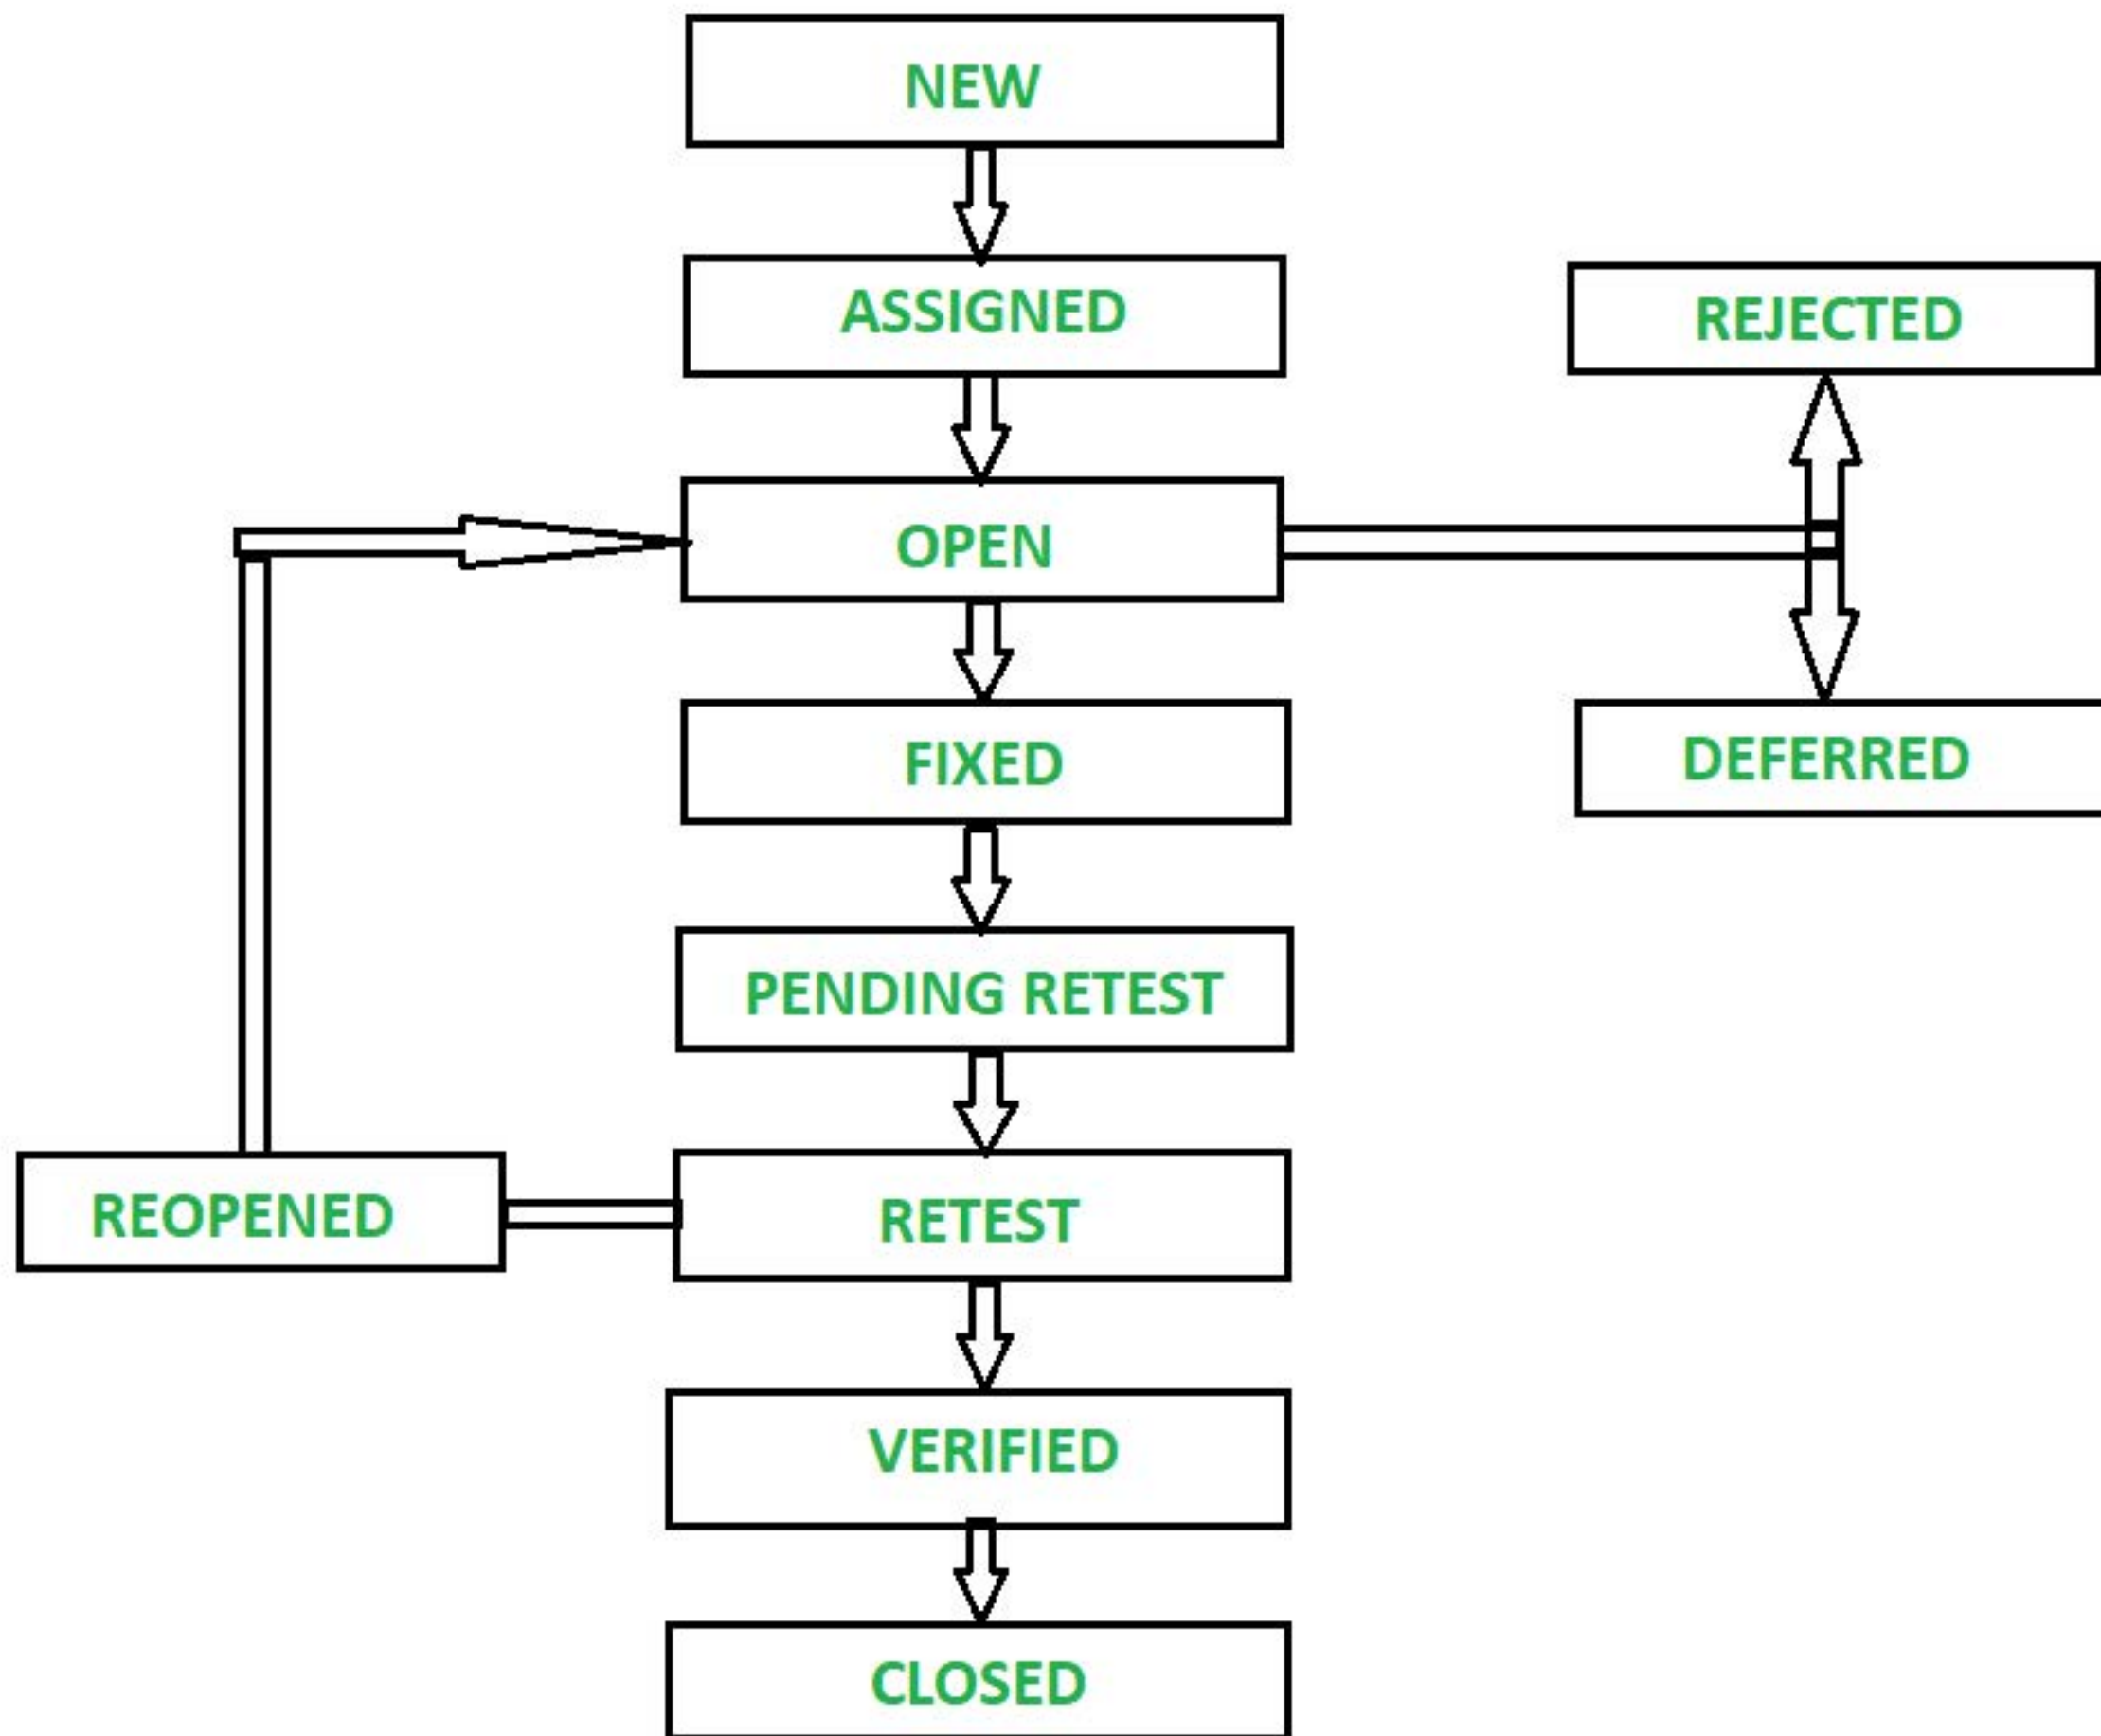 NEW
ASSIGNED
REJECTED
OPEN
FIXED
DEFERRED
PENDING RETEST
REOPENED
RETEST
VERIFIED
CLOSED